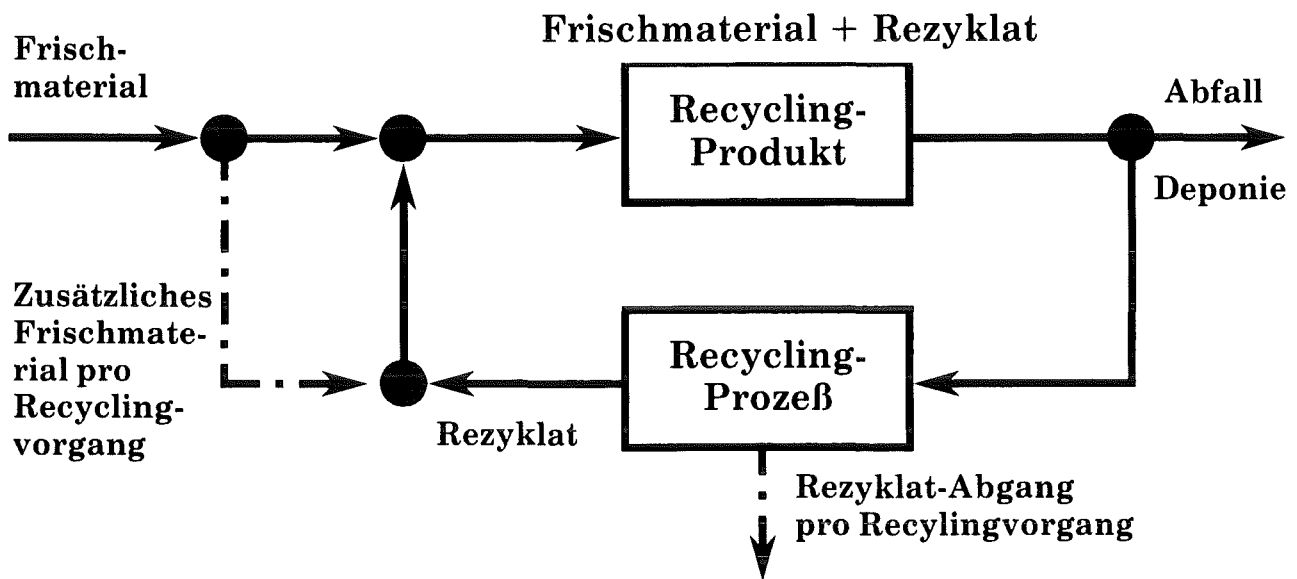 Frischmaterial + Rezyklat
Frisch-
material
Recycling-
Produkt
Abfall
Deponie
Zusätzliches
Frischmate-
rial pro
Recycling-
vorgang
Recycling-
Prozeß
Rezyklat
Rezyklat-Abgang
pro Recylingvorgang